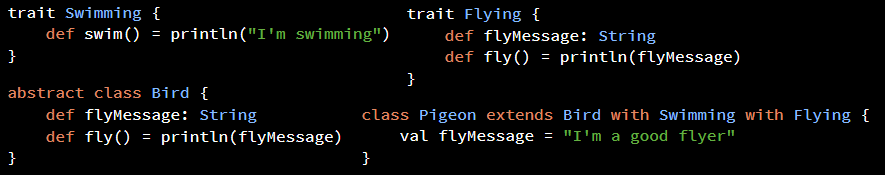 trait Swimming {
    def swim() = println("I'm swimming")
}
trait Flying {
    def flyMessage: String
    def fly() = println(flyMessage)
}
abstract class Bird {
    def flyMessage: String
    def fly() = println(flyMessage)
}
class Pigeon extends Bird with Swimming with Flying {
    val flyMessage = "I'm a good flyer"
}